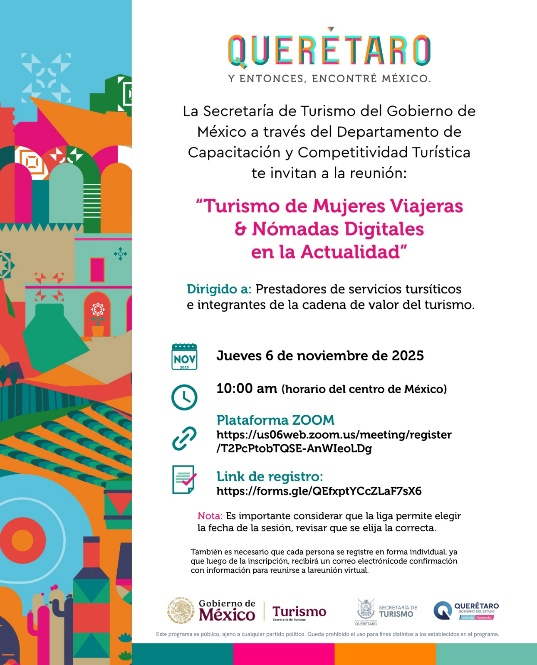 QUERÉTARO
Y ENTONCES, ENCONTRÉ MÉXICO.
La Secretaría de Turismo del Gobierno de
México a través del Departamento de
Capacitación y Competitividad Turística
te invitan a la reunión:
“Turismo de Mujeres Viajeras
& Nómadas Digitales
en la Actualidad”
Dirigido a: Prestadores de servicios tursíticos
e integrantes de la cadena de valor del turismo.
NOV
2025
Jueves 6 de noviembre de 2025
10:00 am (horario del centro de México)
Plataforma ZOOM
https://us06web.zoom.us/meeting/register
/T2PcPtobTQSE-AnWIeoLDg
Link de registro:
https://forms.gle/QEfxptYCcZLaF7sX6
Nota: Es importante considerar que la liga permite elegir
la fecha de la sesión, revisar que se elija la correcta.
También es necesario que cada persona se registre en forma individual, ya
que luego de la inscripción, recibirá un correo electrónicode confirmación
con información para reunirse a lareunión virtual.
Gobierno de
México
Turismo
Secretaría de Turismo
QUERÉTARO
SECRETARÍA DE
TURISMO
QUERÉTARO
GOBIERNO DEL ESTADO
Este programa es público, ajeno a cualquier partido político. Queda prohibido el uso para fines distintos a los establecidos en el programa.